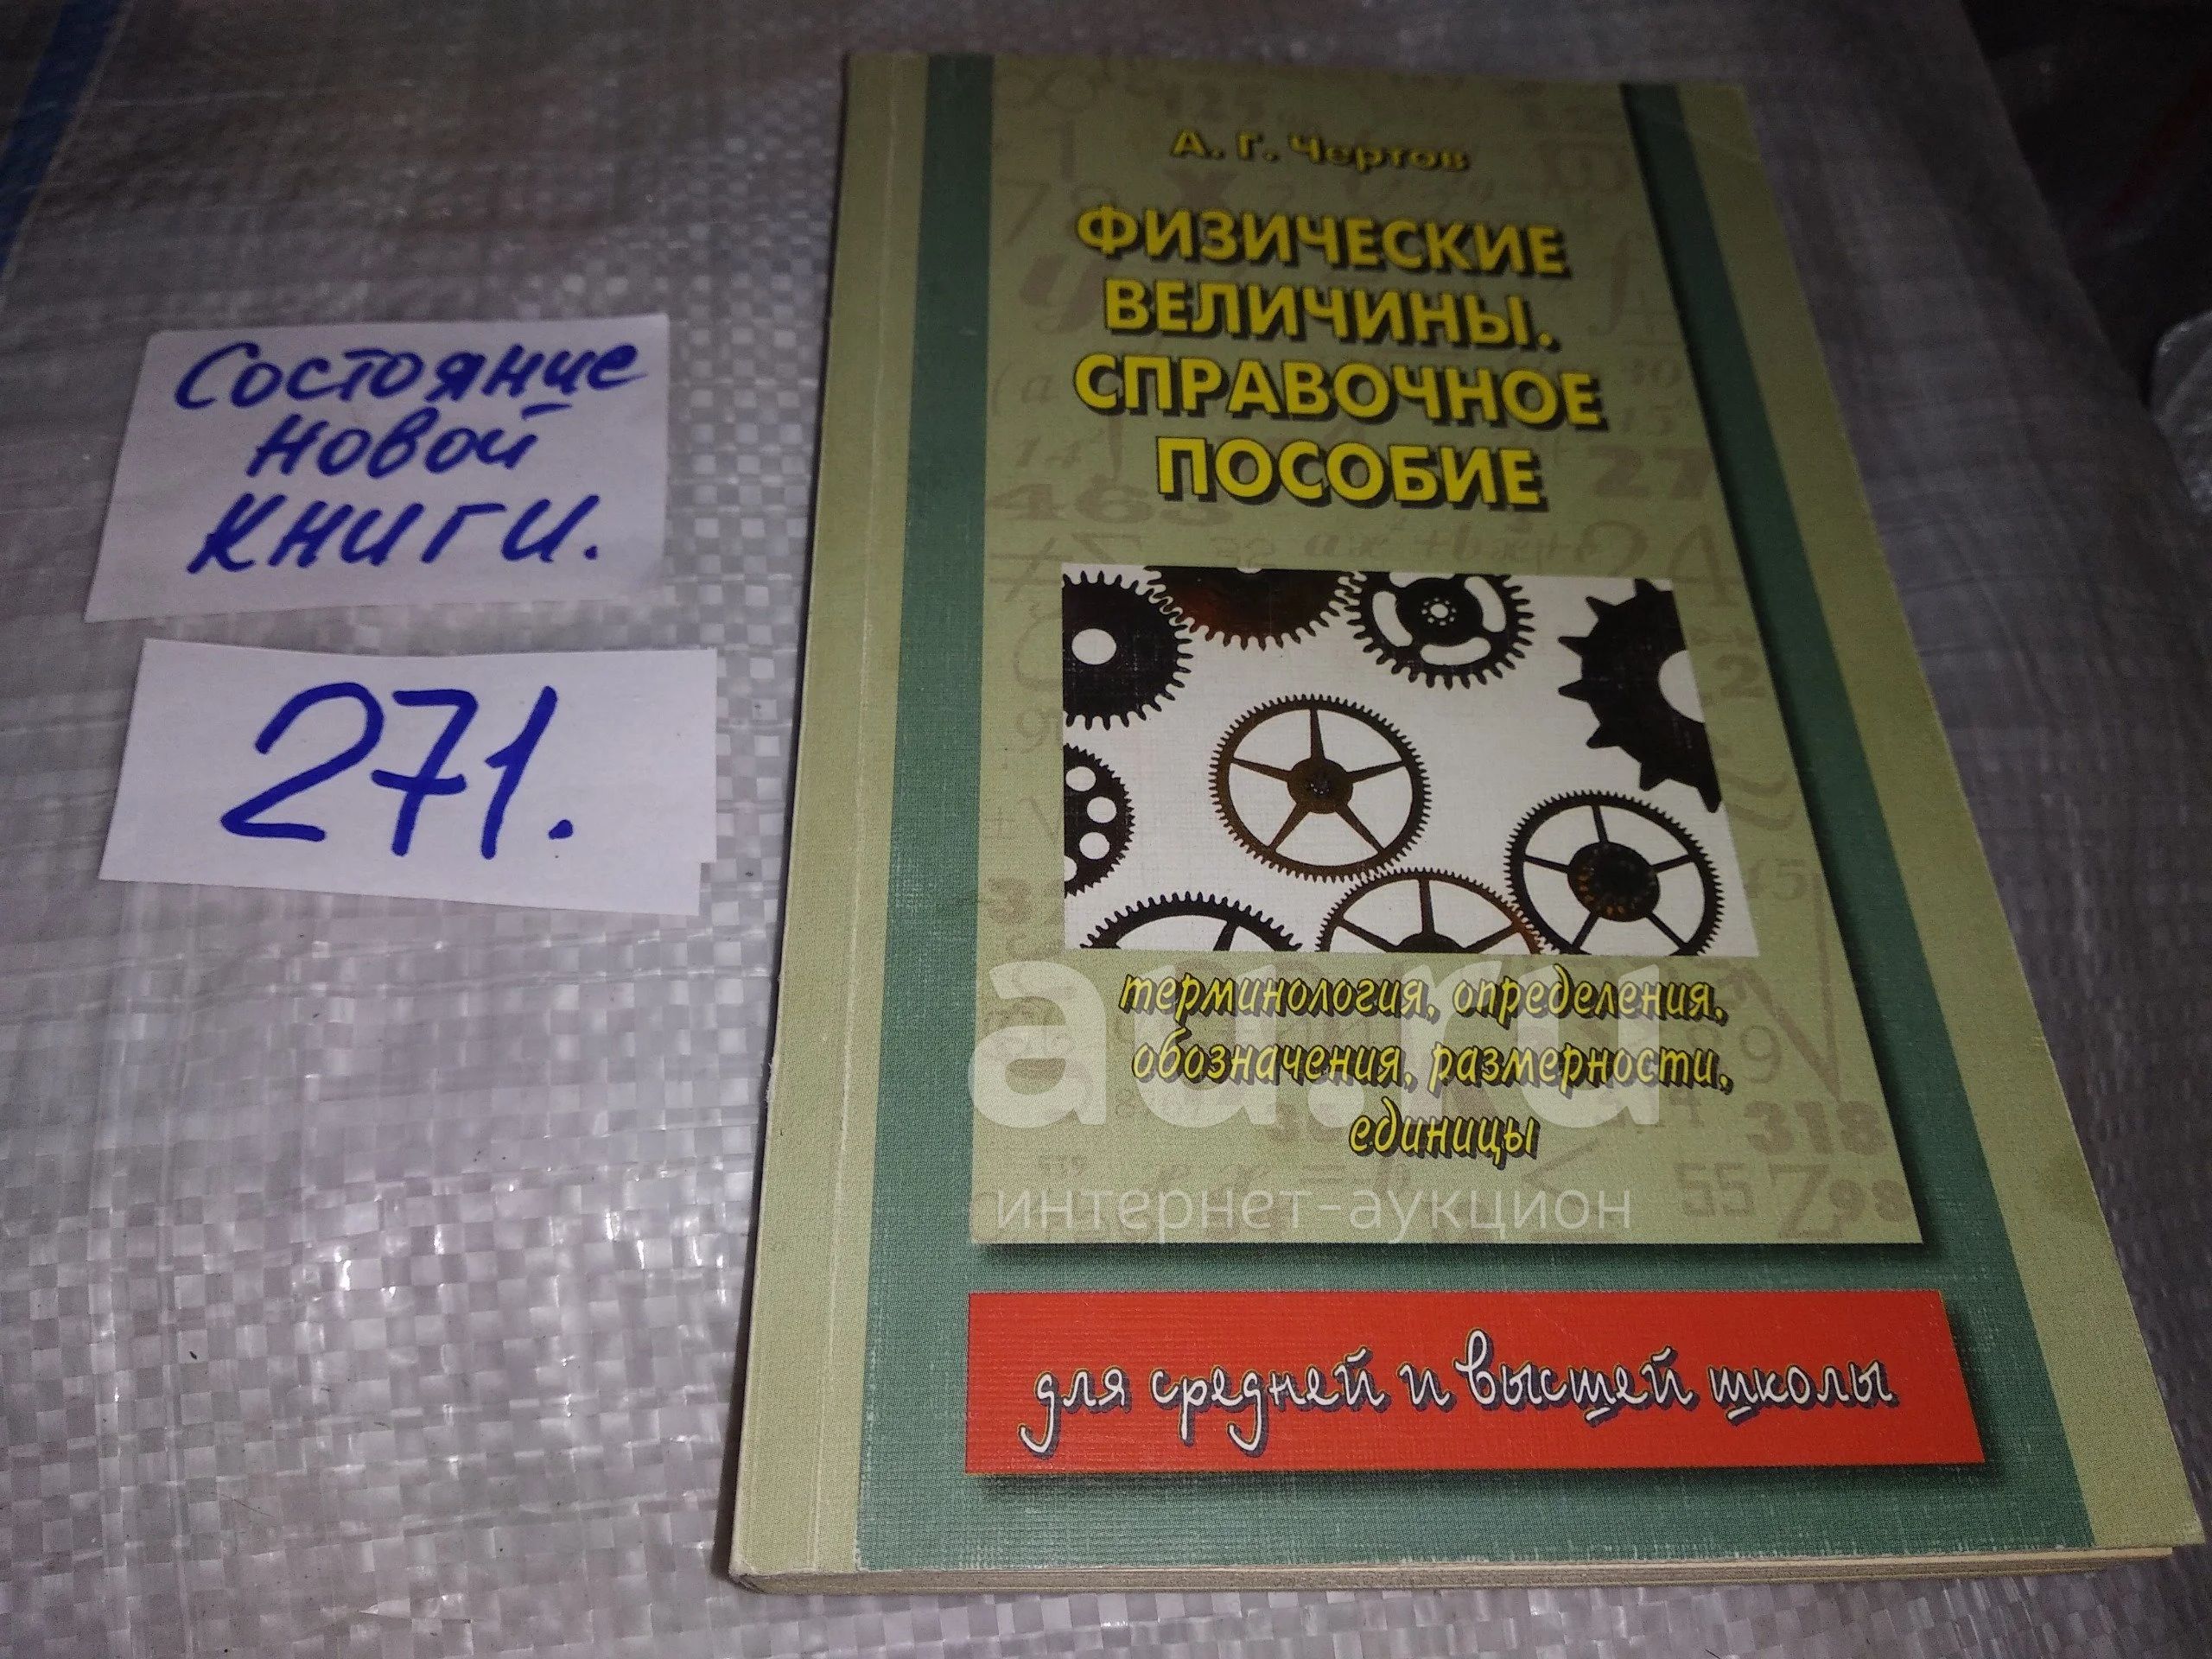 Состояние
новой
книги.
271.
А. Г. Чертов
ФИЗИЧЕСКИЕ
ВЕЛИЧИНЫ.
СПРАВОЧНОЕ
ПОСОБИЕ
терминология, определения,
обозначения, размерности,
единицы
au.ru
интернет-аукцион
для средней и высшей школы